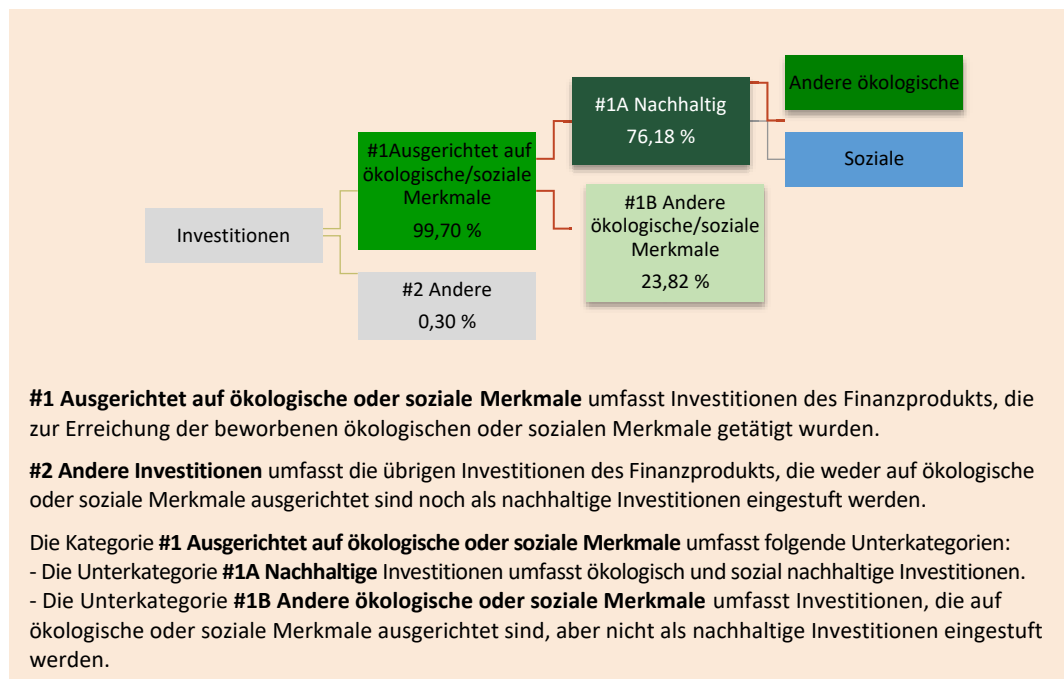 Investitionen
#1Ausgerichtet auf
ökologische/soziale
Merkmale
99,70 %
#2 Andere
0,30 %
#1A Nachhaltig
76,18 %
#1B Andere
ökologische/soziale
Merkmale
23,82 %
Andere ökologische
Soziale
#1 Ausgerichtet auf ökologische oder soziale Merkmale umfasst Investitionen des Finanzprodukts, die
zur Erreichung der beworbenen ökologischen oder sozialen Merkmale getätigt wurden.
#2 Andere Investitionen umfasst die übrigen Investitionen des Finanzprodukts, die weder auf ökologische
oder soziale Merkmale ausgerichtet sind noch als nachhaltige Investitionen eingestuft werden.
Die Kategorie #1 Ausgerichtet auf ökologische oder soziale Merkmale umfasst folgende Unterkategorien:
- Die Unterkategorie #1A Nachhaltige Investitionen umfasst ökologisch und sozial nachhaltige Investitionen.
- Die Unterkategorie #1B Andere ökologische oder soziale Merkmale umfasst Investitionen, die auf
ökologische oder soziale Merkmale ausgerichtet sind, aber nicht als nachhaltige Investitionen eingestuft
werden.